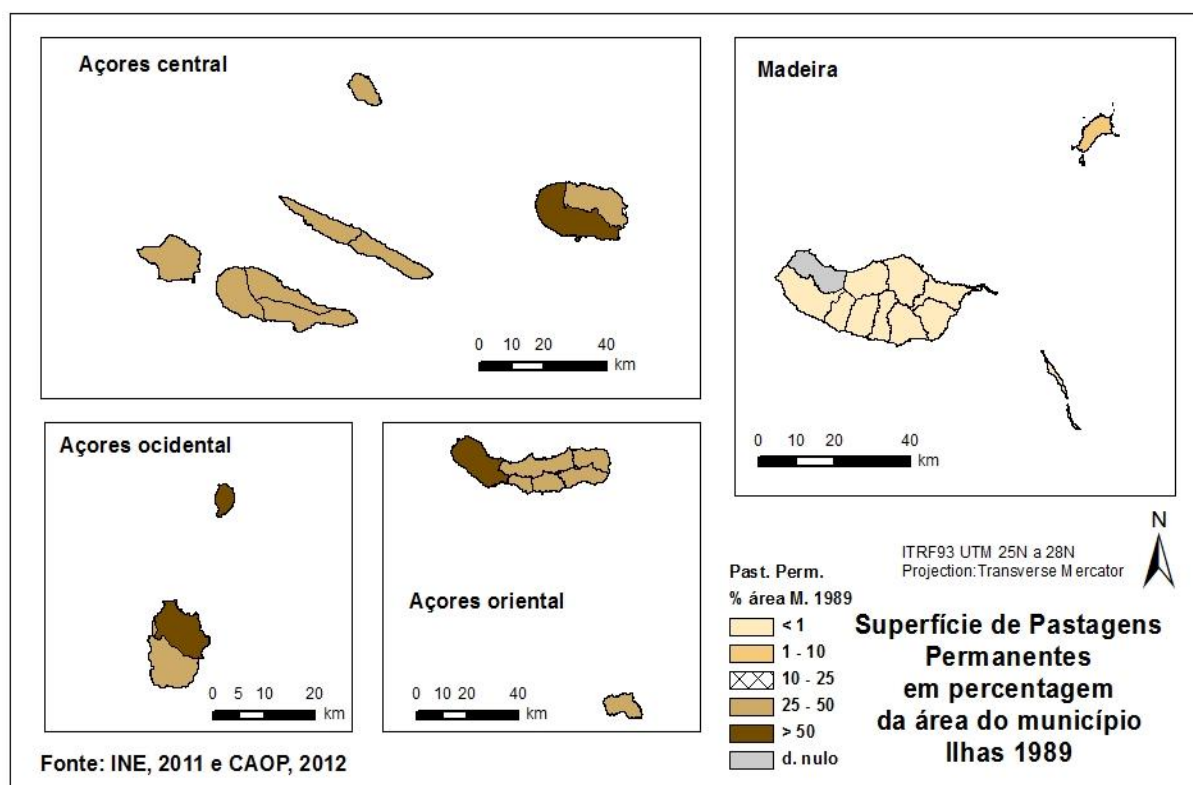 Açores central
0 10 20 40
km
Madeira
0 10 20 40
km
Açores ocidental
0 5 10 20
km
Açores oriental
0 10 20 40
km
N
ITRF93 UTM 25N a 28N
Projection:Transverse Mercator
Past. Perm.
% área M. 1989
< 1
1 - 10
10 - 25
25 - 50
> 50
d. nulo
Superfície de Pastagens
Permanentes
em percentagem
da área do município
Ilhas 1989
Fonte: INE, 2011 e CAOP, 2012